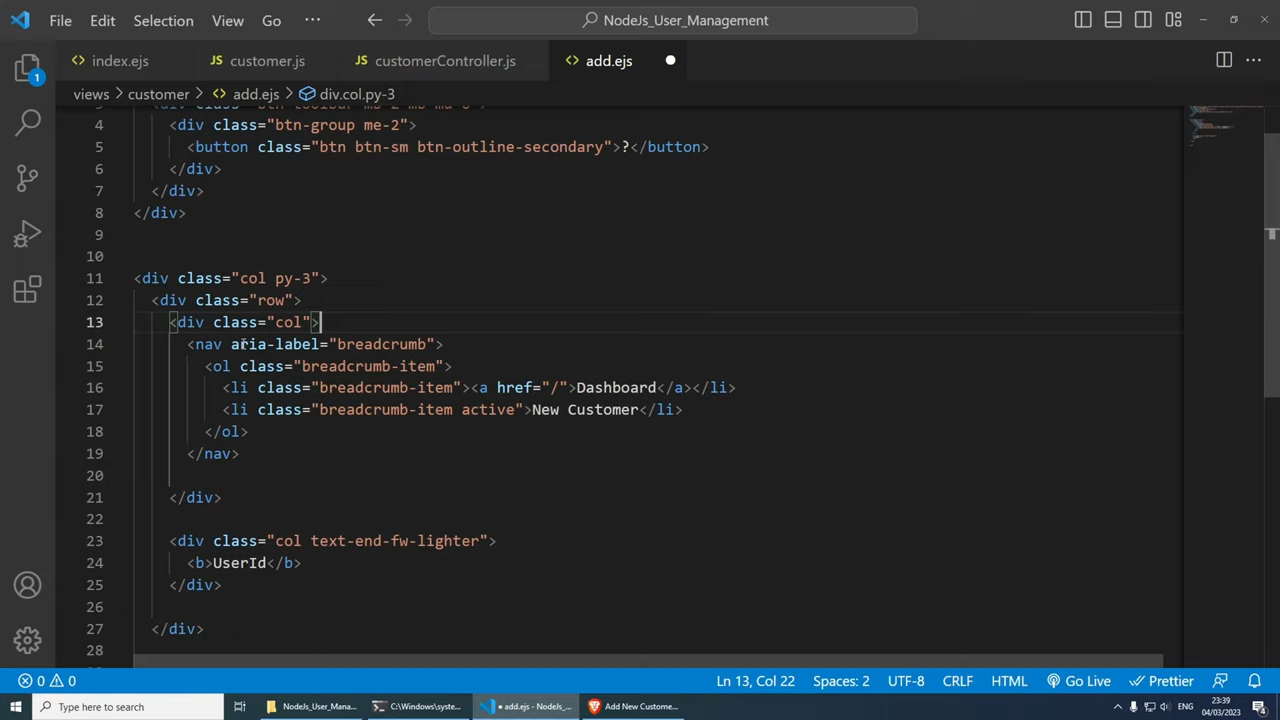 File Edit Selection View Go ··· NodeJs_User_Management
index.ejs JS customer.js JS customerController.js add.ejs
views > customer > add.ejs > div.col.py-3
4 <div class="btn-group me-2">
5 <button class="btn btn-sm btn-outline-secondary">?</button>
6 </div>
7 </div>
8 </div>
9
10
11 <div class="col py-3">
12 <div class="row">
13 <div class="col">
14 <nav aria-label="breadcrumb">
15 <ol class="breadcrumb-item">
16 <li class="breadcrumb-item"><a href="/">Dashboard</a></li>
17 <li class="breadcrumb-item active">New Customer</li>
18 </ol>
19 </nav>
20
21 </div>
22
23 <div class="col text-end-fw-lighter">
24 <b>UserId</b>
25 </div>
26
27 </div>
28
1
0 0 Ln 13, Col 22 Spaces: 2 UTF-8 CRLF HTML Go Live Prettier
Type here to search NodeJs_User_Mana... C:\Windows\syste... • add.ejs - NodeJs_... Add New Custome... ENG 23:39
04/03/2023 4